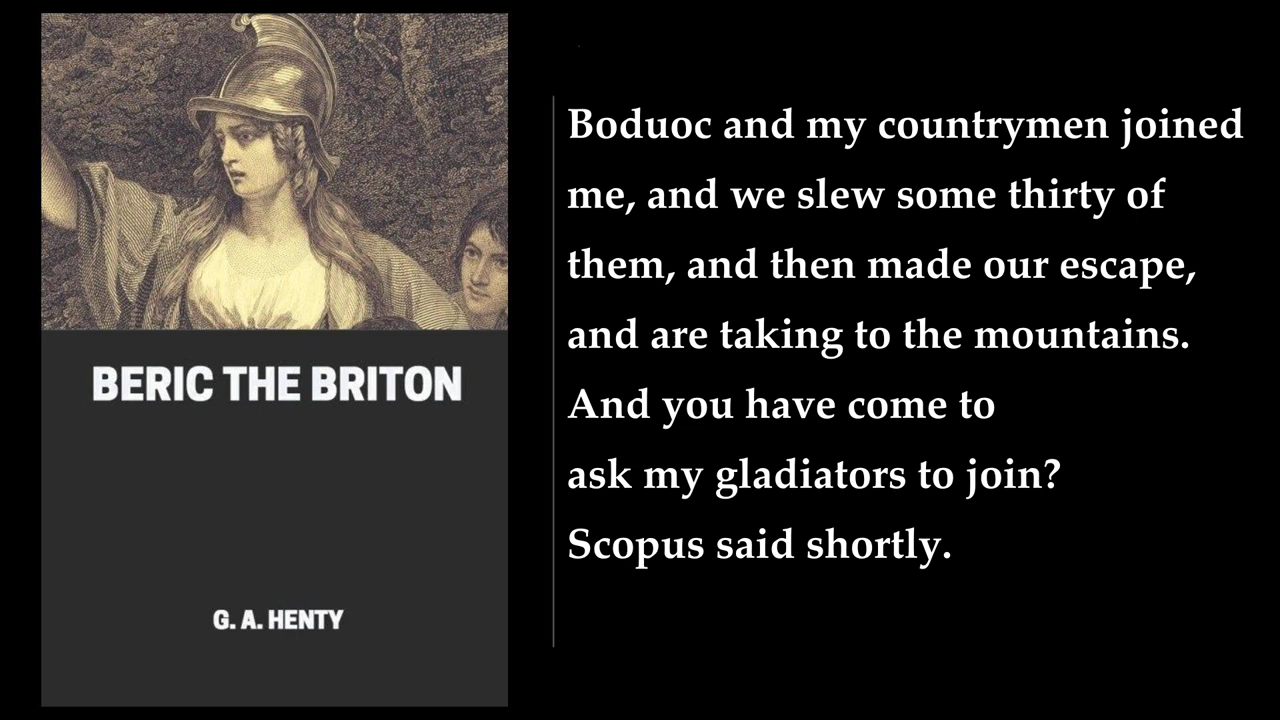 BERIC THE BRITON
G. A. HENTY
Boduoc and my countrymen joined
me, and we slew some thirty of
them, and then made our escape,
and are taking to the mountains.
And you have come to
ask my gladiators to join?
Scopus said shortly.